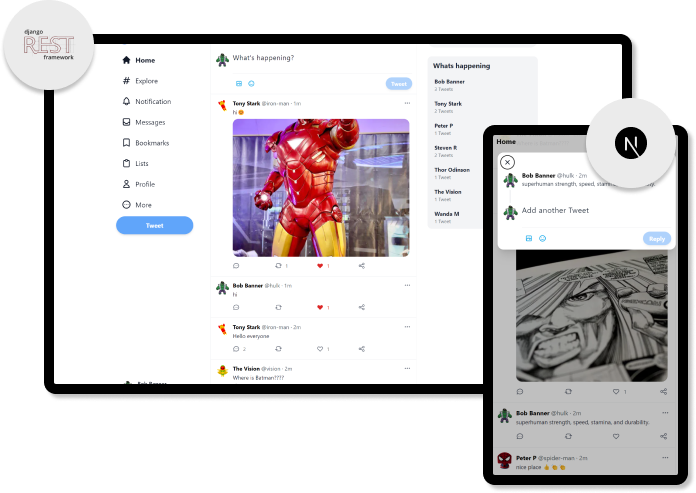 django
REST
framework
Home
Explore
Notification
Messages
Bookmarks
Lists
Profile
More
Tweet
What's happening?
Tweet
Tony Stark @iron-man · 1m
hi
1
1
Bob Banner @hulk · 1m
hi
1
Tony Stark @iron-man · 2m
Hello everyone
2
1
The Vision @vision · 2m
Where is Batman????
Whats happening
Bob Banner
2 Tweets
Tony Stark
2 Tweets
Peter P
1 Tweet
Steven R
2 Tweets
Thor Odinson
2 Tweets
The Vision
1 Tweet
Wanda M
1 Tweet
Home
N
Bob Banner @hulk · 2m
superhuman strength, speed, stamina, and durability.
Add another Tweet
Reply
1
Bob Banner @hulk · 2m
superhuman strength, speed, stamina, and durability.
Peter P @spider-man · 2m
nice place